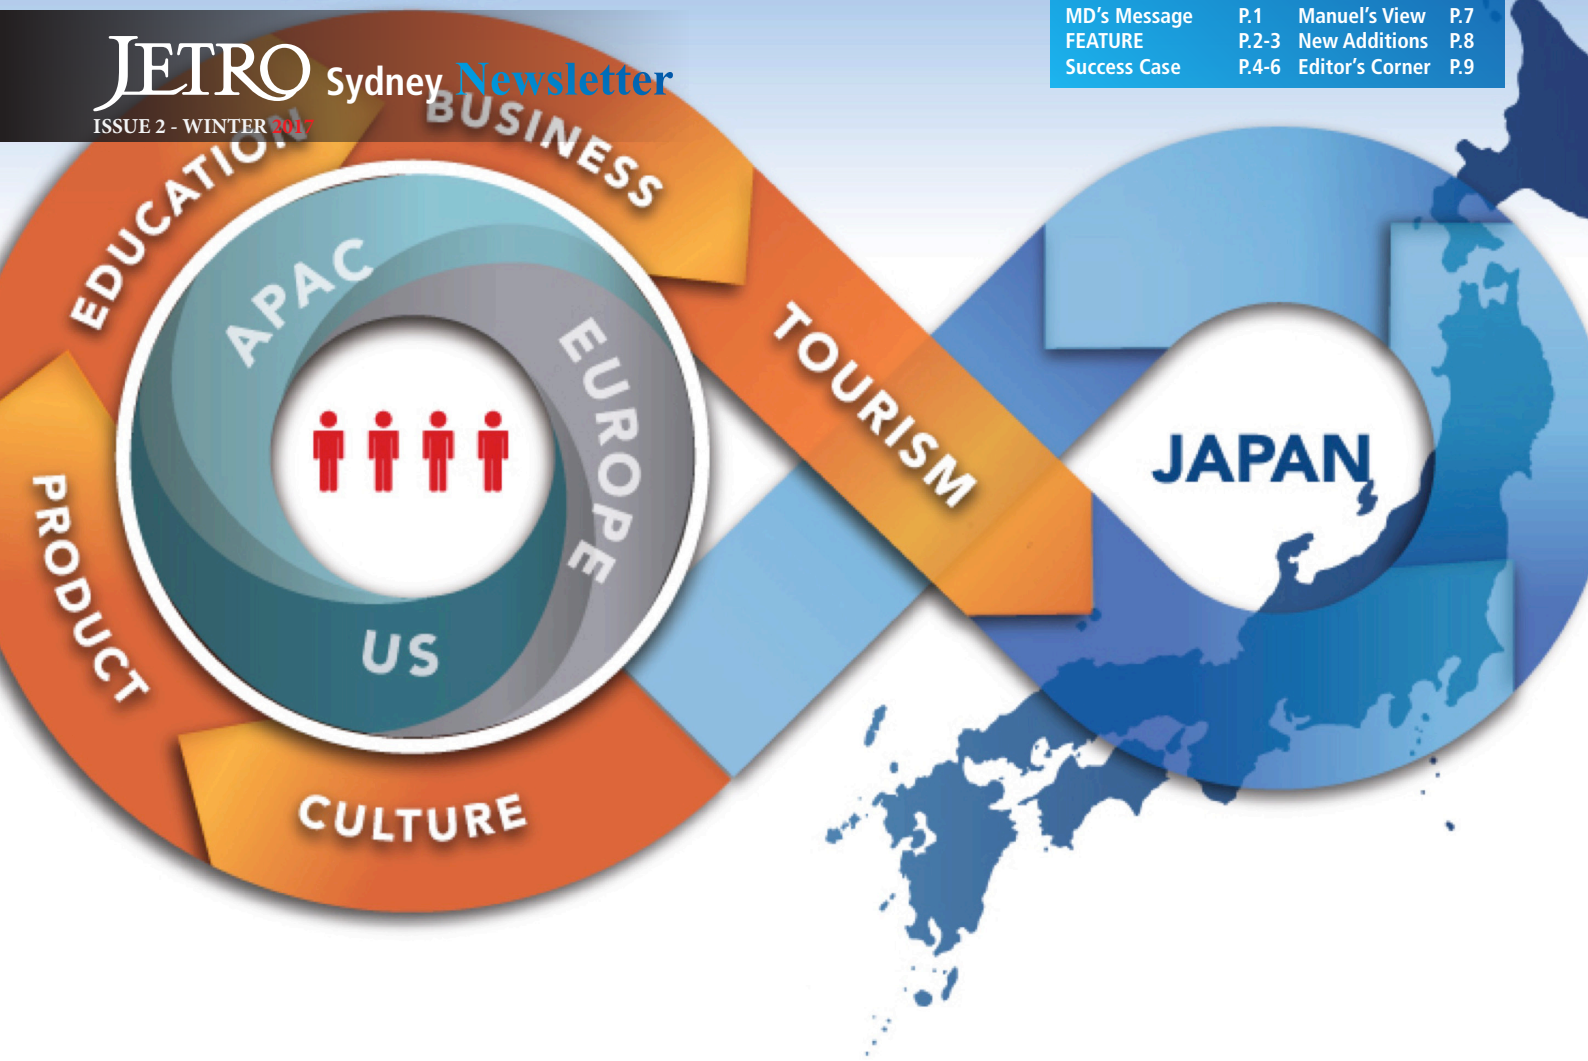 JETRO Sydney Newsletter
ISSUE 2 - WINTER 2017
MD's Message P.1 Manuel's View P.7
FEATURE P.2-3 New Additions P.8
Success Case P.4-6 Editor's Corner P.9
EDUCATION
BUSINESS
TOURISM
PRODUCT
CULTURE
APAC
EUROPE
US
JAPAN